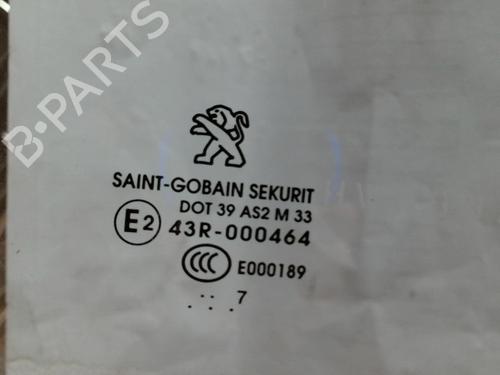 B-PARTS
SAINT-GOBAIN SEKURIT
DOT 39 AS2 M 33
E2 43R-000464
CCC E000189
.. 7
. . .